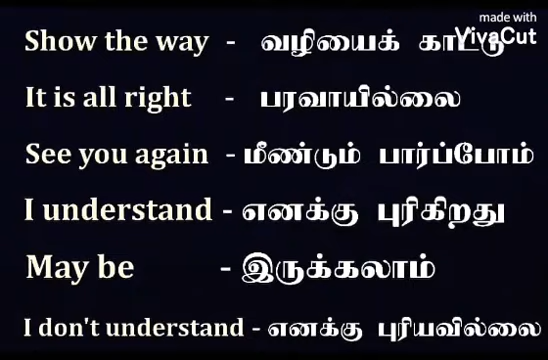 made with
VivaCut
Show the way - வழியைக் காட்டு
It is all right - பரவாயில்லை
See you again - மீண்டும் பார்ப்போம்
I understand - எனக்கு புரிகிறது
May be - இருக்கலாம்
I don't understand - எனக்கு புரியவில்லை